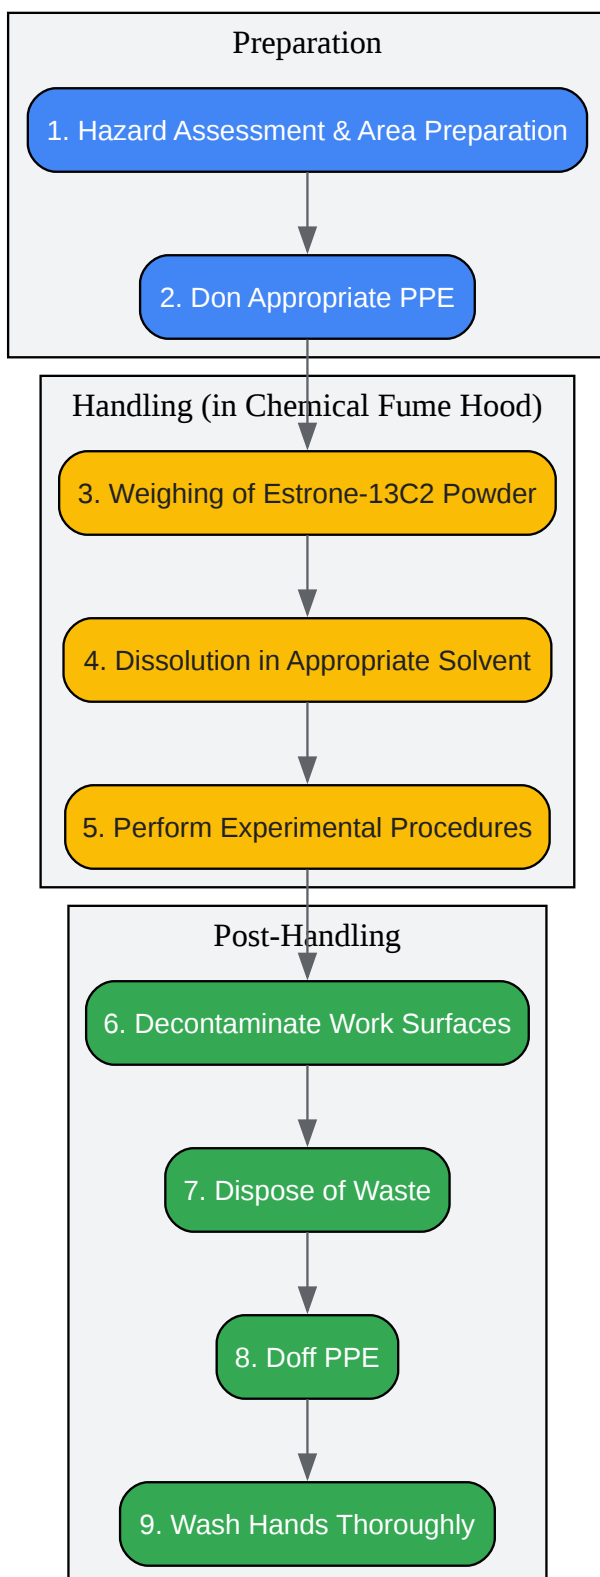 Preparation
1. Hazard Assessment & Area Preparation
2. Don Appropriate PPE
Handling (in Chemical Fume Hood)
3. Weighing of Estrone-13C2 Powder
4. Dissolution in Appropriate Solvent
5. Perform Experimental Procedures
Post-Handling
6. Decontaminate Work Surfaces
7. Dispose of Waste
8. Doff PPE
9. Wash Hands Thoroughly